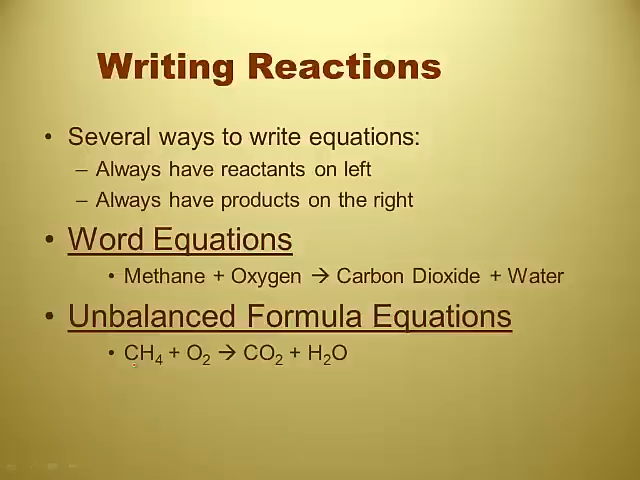 Writing Reactions
• Several ways to write equations:
– Always have reactants on left
– Always have products on the right
• Word Equations
• Methane + Oxygen → Carbon Dioxide + Water
• Unbalanced Formula Equations
• CH₄ + O₂ → CO₂ + H₂O